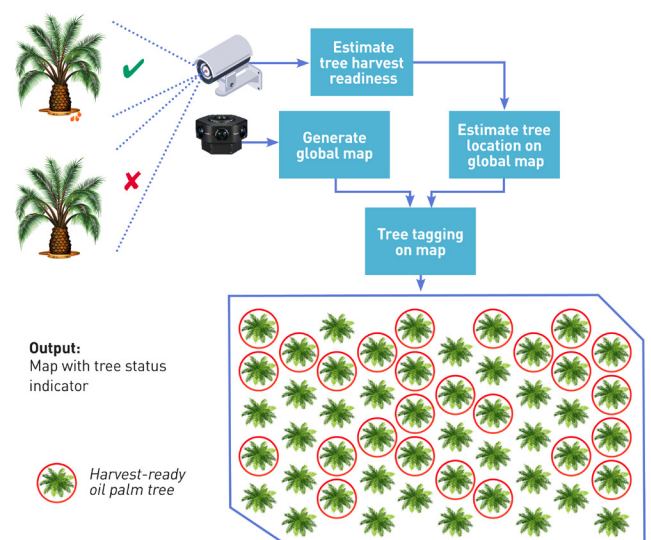 Estimate
tree harvest
readiness
Generate
global map
Estimate tree
location on
global map
Tree tagging
on map
Output:
Map with tree status
indicator
Harvest-ready
oil palm tree